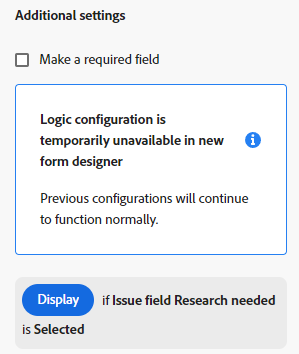 Additional settings
Make a required field
Logic configuration is
temporarily unavailable in new
form designer
Previous configurations will continue
to function normally.
Display if Issue field Research needed
is Selected